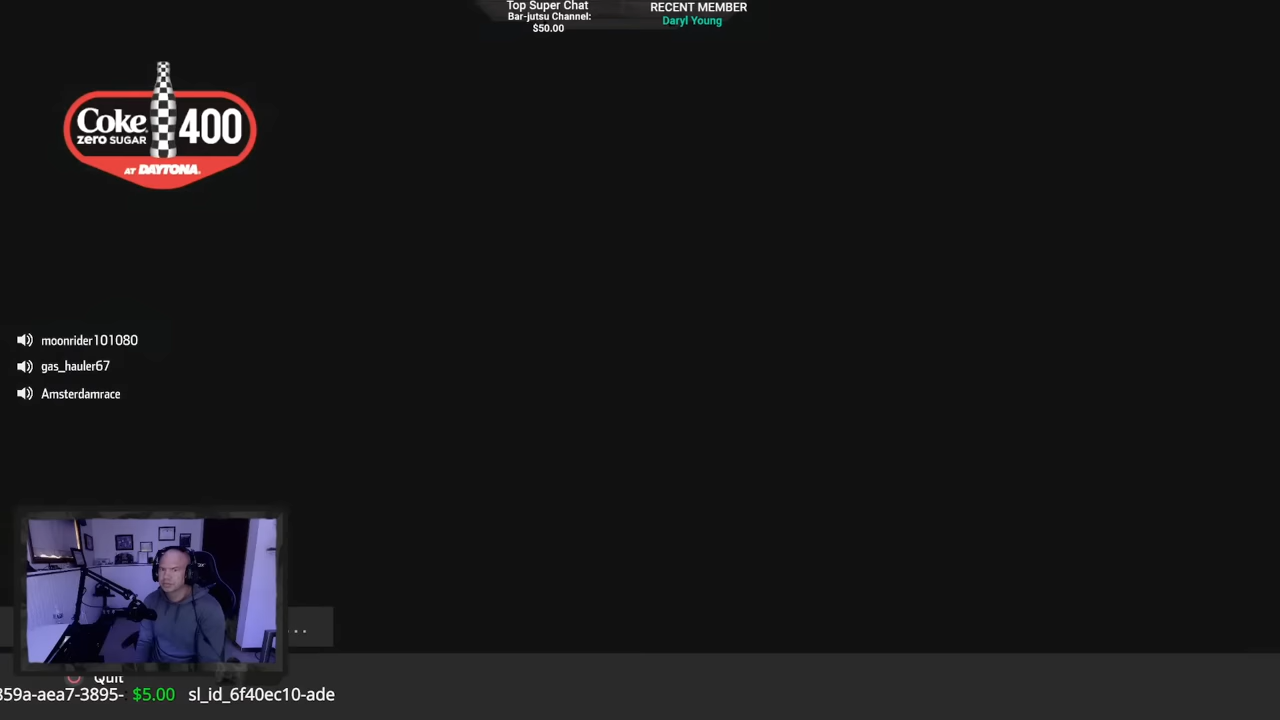 Top Super Chat
Bar-jutsu Channel:
$50.00
RECENT MEMBER
Daryl Young
Coke 400
zero SUGAR
AT DAYTONA
moonrider101080
gas_hauler67
Amsterdamrace
...
Quit
359a-aea7-3895- $5.00 sl_id_6f40ec10-ade